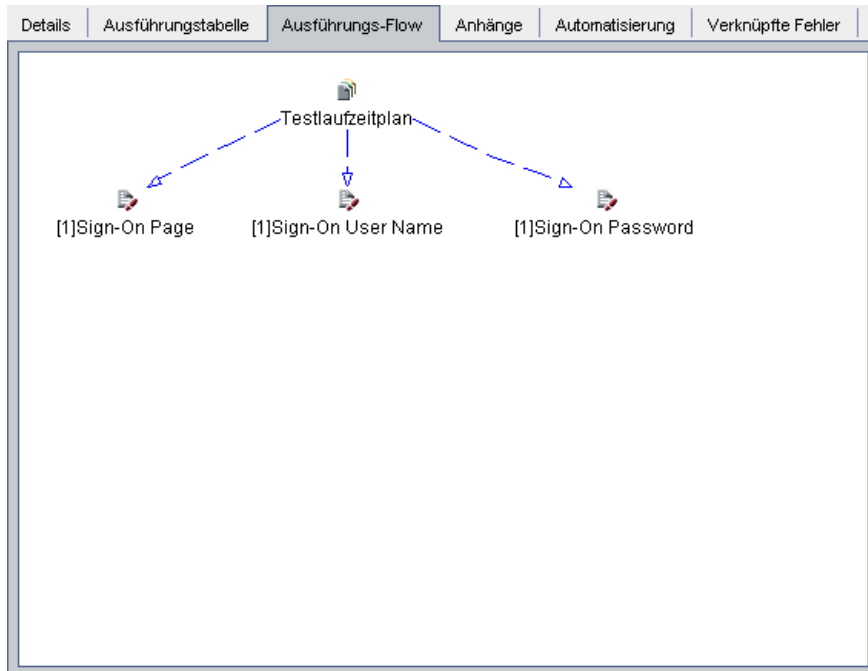 Details Ausführungstabelle Ausführungs-Flow Anhänge Automatisierung Verknüpfte Fehler
Testlaufzeitplan
[1]Sign-On Page [1]Sign-On User Name [1]Sign-On Password